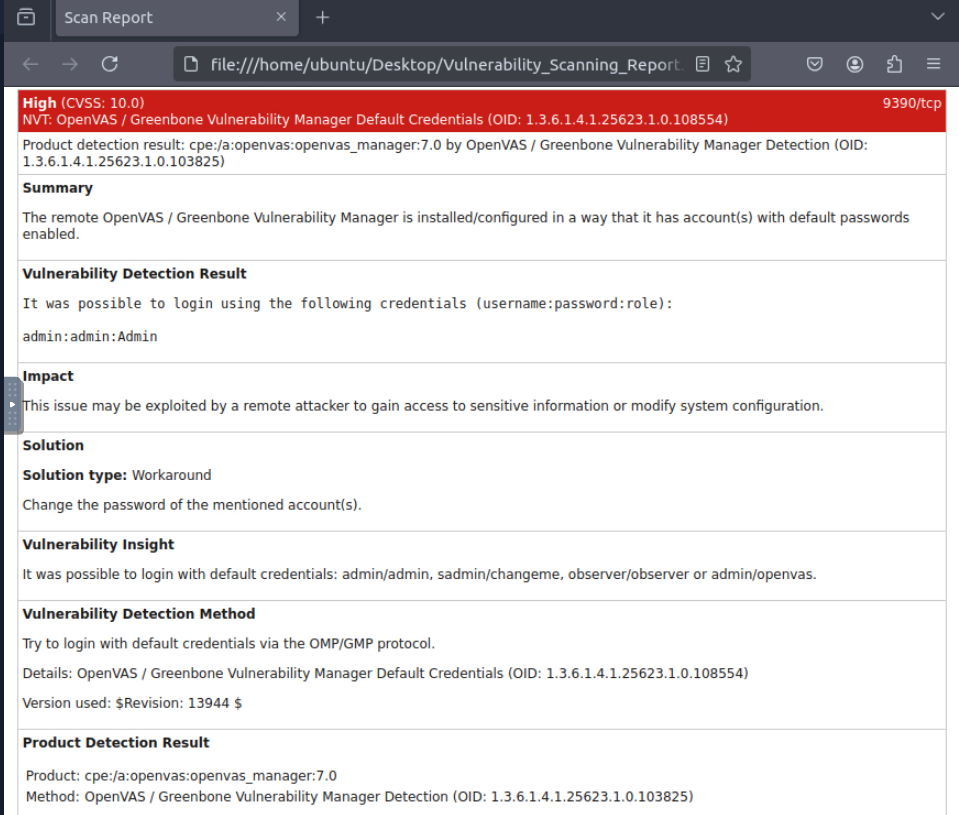 Scan Report
file:///home/ubuntu/Desktop/Vulnerability_Scanning_Report.
High (CVSS: 10.0) 9390/tcp
NVT: OpenVAS / Greenbone Vulnerability Manager Default Credentials (OID: 1.3.6.1.4.1.25623.1.0.108554)
Product detection result: cpe:/a:openvas:openvas_manager:7.0 by OpenVAS / Greenbone Vulnerability Manager Detection (OID:
1.3.6.1.4.1.25623.1.0.103825)
Summary
The remote OpenVAS / Greenbone Vulnerability Manager is installed/configured in a way that it has account(s) with default passwords
enabled.
Vulnerability Detection Result
It was possible to login using the following credentials (username:password:role):
admin:admin:Admin
Impact
This issue may be exploited by a remote attacker to gain access to sensitive information or modify system configuration.
Solution
Solution type: Workaround
Change the password of the mentioned account(s).
Vulnerability Insight
It was possible to login with default credentials: admin/admin, sadmin/changeme, observer/observer or admin/openvas.
Vulnerability Detection Method
Try to login with default credentials via the OMP/GMP protocol.
Details: OpenVAS / Greenbone Vulnerability Manager Default Credentials (OID: 1.3.6.1.4.1.25623.1.0.108554)
Version used: $Revision: 13944 $
Product Detection Result
Product: cpe:/a:openvas:openvas_manager:7.0
Method: OpenVAS / Greenbone Vulnerability Manager Detection (OID: 1.3.6.1.4.1.25623.1.0.103825)